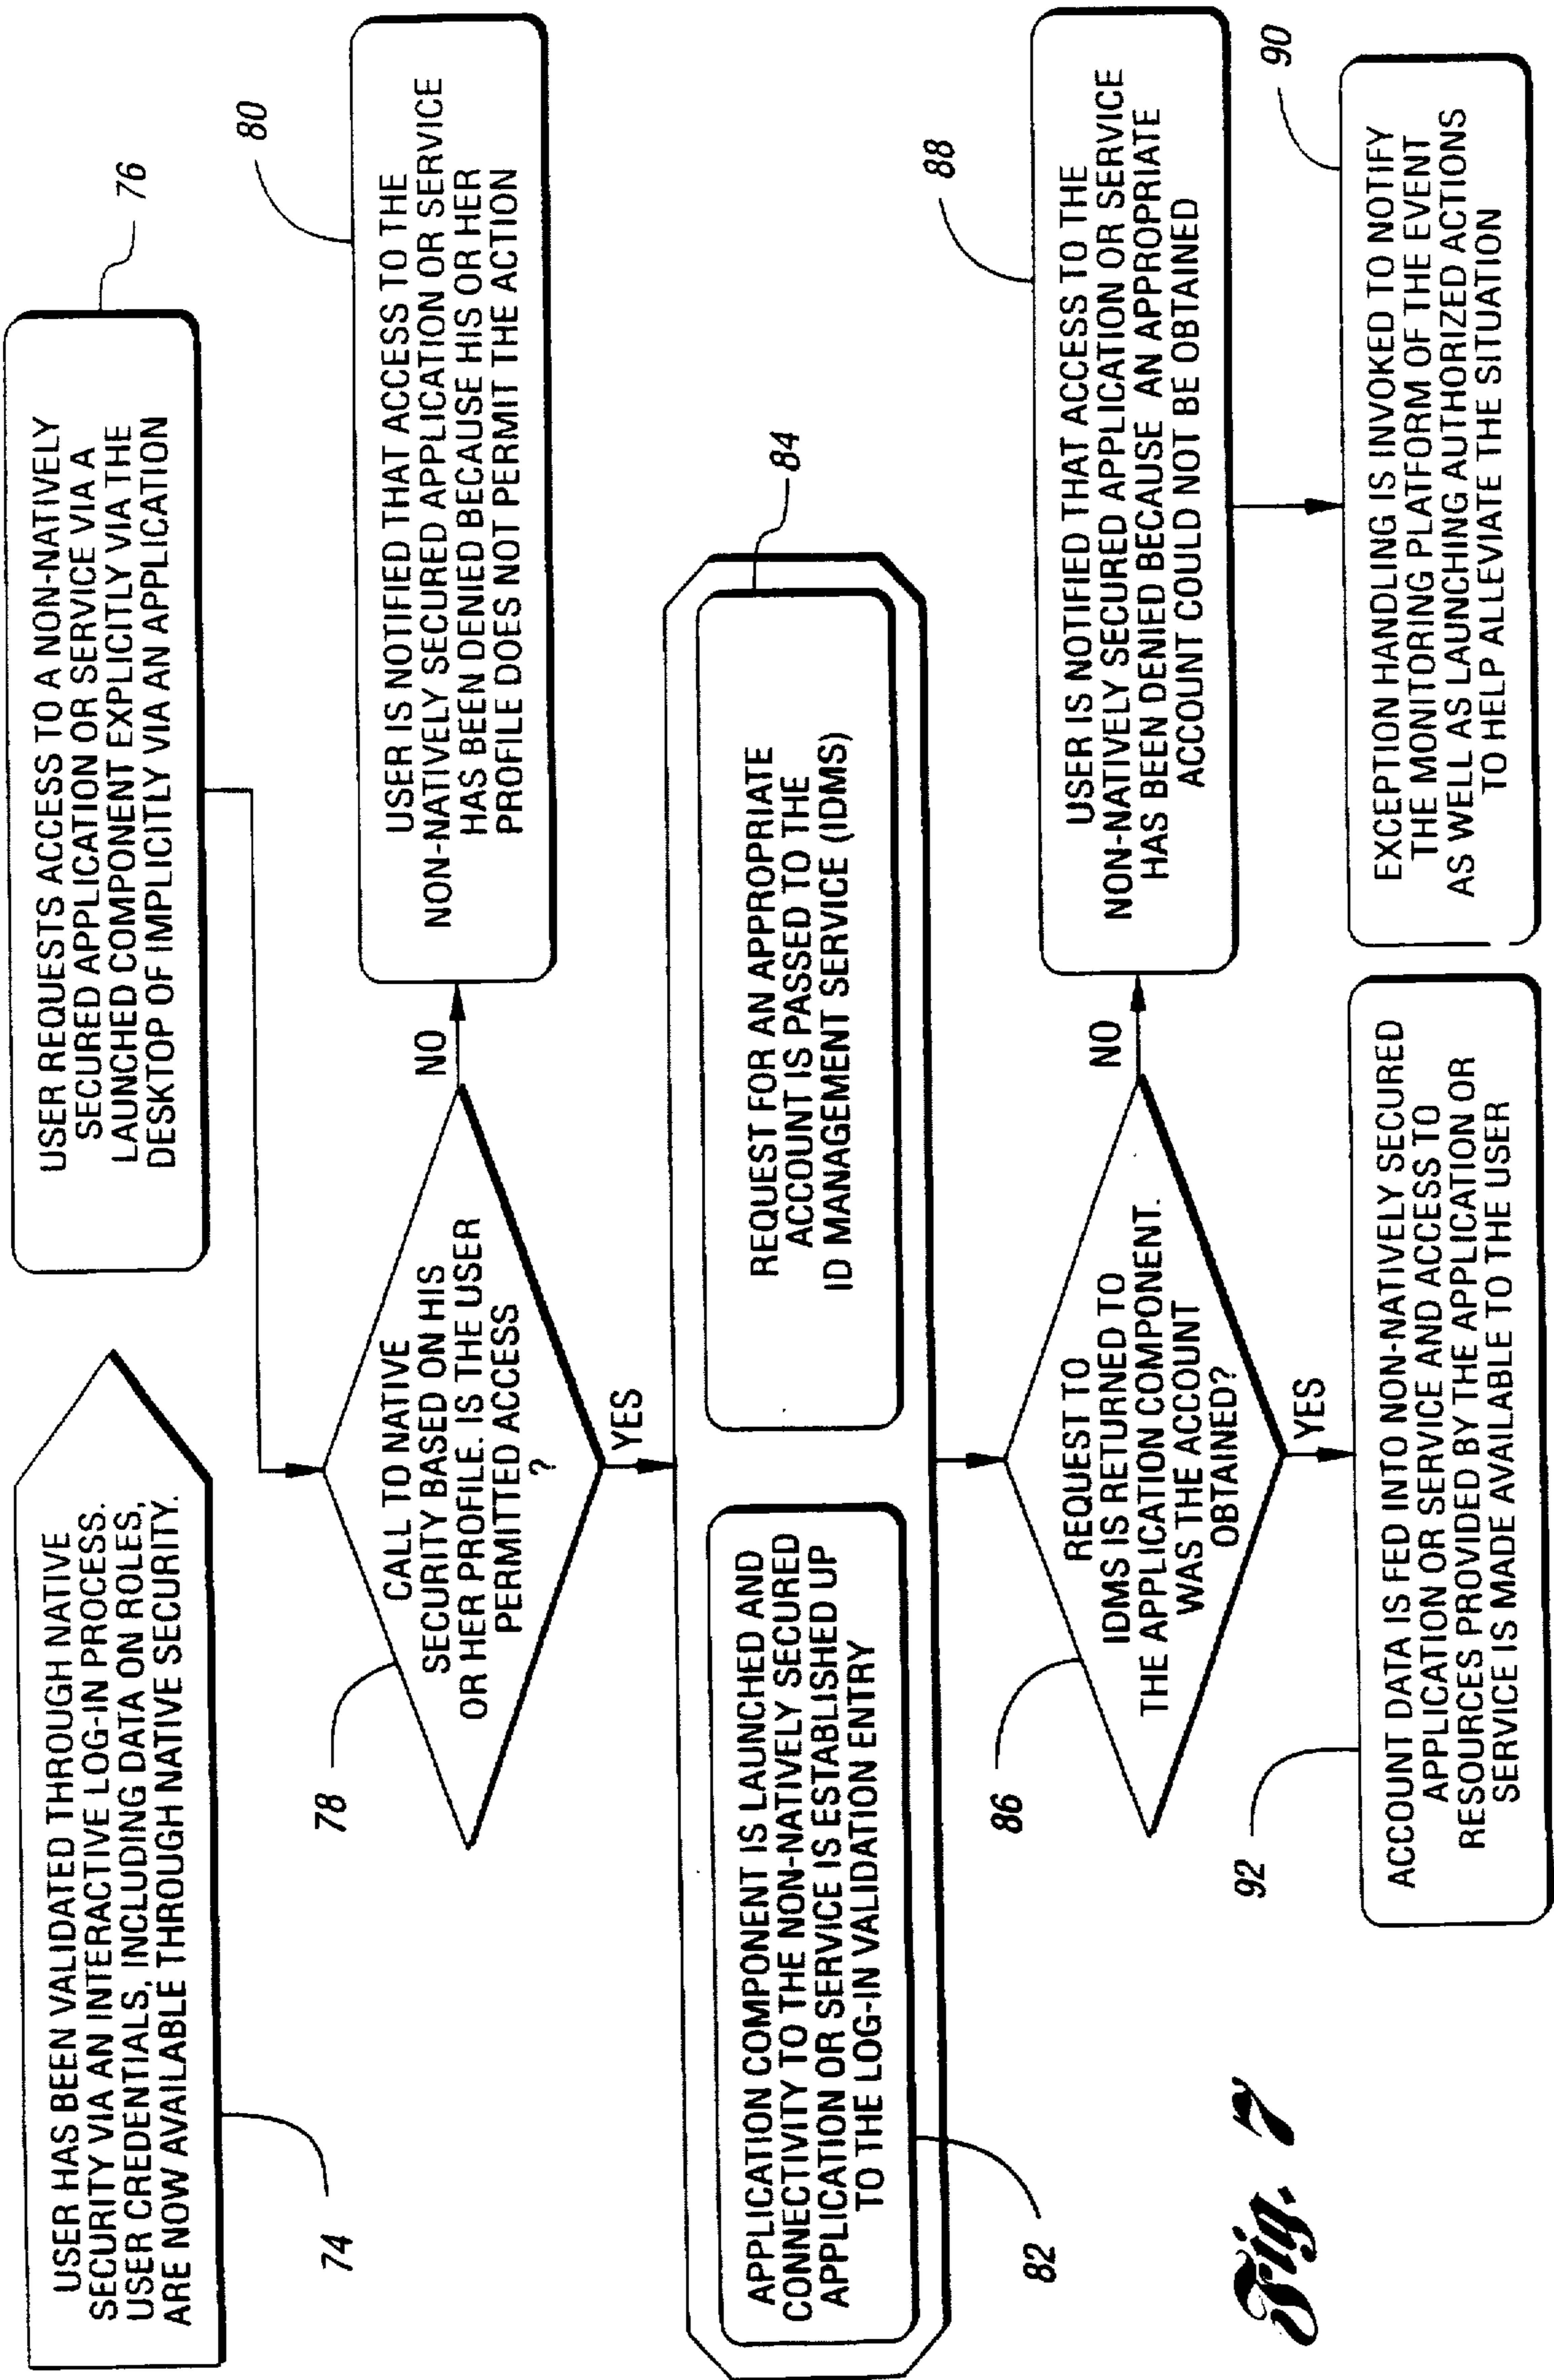 USER HAS BEEN VALIDATED THROUGH NATIVE
SECURITY VIA AN INTERACTIVE LOG-IN PROCESS.
USER CREDENTIALS, INCLUDING DATA ON ROLES,
ARE NOW AVAILABLE THROUGH NATIVE SECURITY.
74
USER REQUESTS ACCESS TO A NON-NATIVELY
SECURED APPLICATION OR SERVICE VIA A
LAUNCHED COMPONENT EXPLICITLY VIA THE
DESKTOP OF IMPLICITLY VIA AN APPLICATION
76
CALL TO NATIVE
SECURITY BASED ON HIS
OR HER PROFILE. IS THE USER
PERMITTED ACCESS
?
78
NO
USER IS NOTIFIED THAT ACCESS TO THE
NON-NATIVELY SECURED APPLICATION OR SERVICE
HAS BEEN DENIED BECAUSE HIS OR HER
PROFILE DOES NOT PERMIT THE ACTION
80
YES
APPLICATION COMPONENT IS LAUNCHED AND
CONNECTIVITY TO THE NON-NATIVELY SECURED
APPLICATION OR SERVICE IS ESTABLISHED UP
TO THE LOG-IN VALIDATION ENTRY
82
REQUEST FOR AN APPROPRIATE
ACCOUNT IS PASSED TO THE
ID MANAGEMENT SERVICE (IDMS)
84
REQUEST TO
IDMS IS RETURNED TO
THE APPLICATION COMPONENT.
WAS THE ACCOUNT
OBTAINED?
86
NO
USER IS NOTIFIED THAT ACCESS TO THE
NON-NATIVELY SECURED APPLICATION OR SERVICE
HAS BEEN DENIED BECAUSE AN APPROPRIATE
ACCOUNT COULD NOT BE OBTAINED
88
YES
ACCOUNT DATA IS FED INTO NON-NATIVELY SECURED
APPLICATION OR SERVICE AND ACCESS TO
RESOURCES PROVIDED BY THE APPLICATION OR
SERVICE IS MADE AVAILABLE TO THE USER
92
EXCEPTION HANDLING IS INVOKED TO NOTIFY
THE MONITORING PLATFORM OF THE EVENT
AS WELL AS LAUNCHING AUTHORIZED ACTIONS
TO HELP ALLEVIATE THE SITUATION
90
Fig. 7